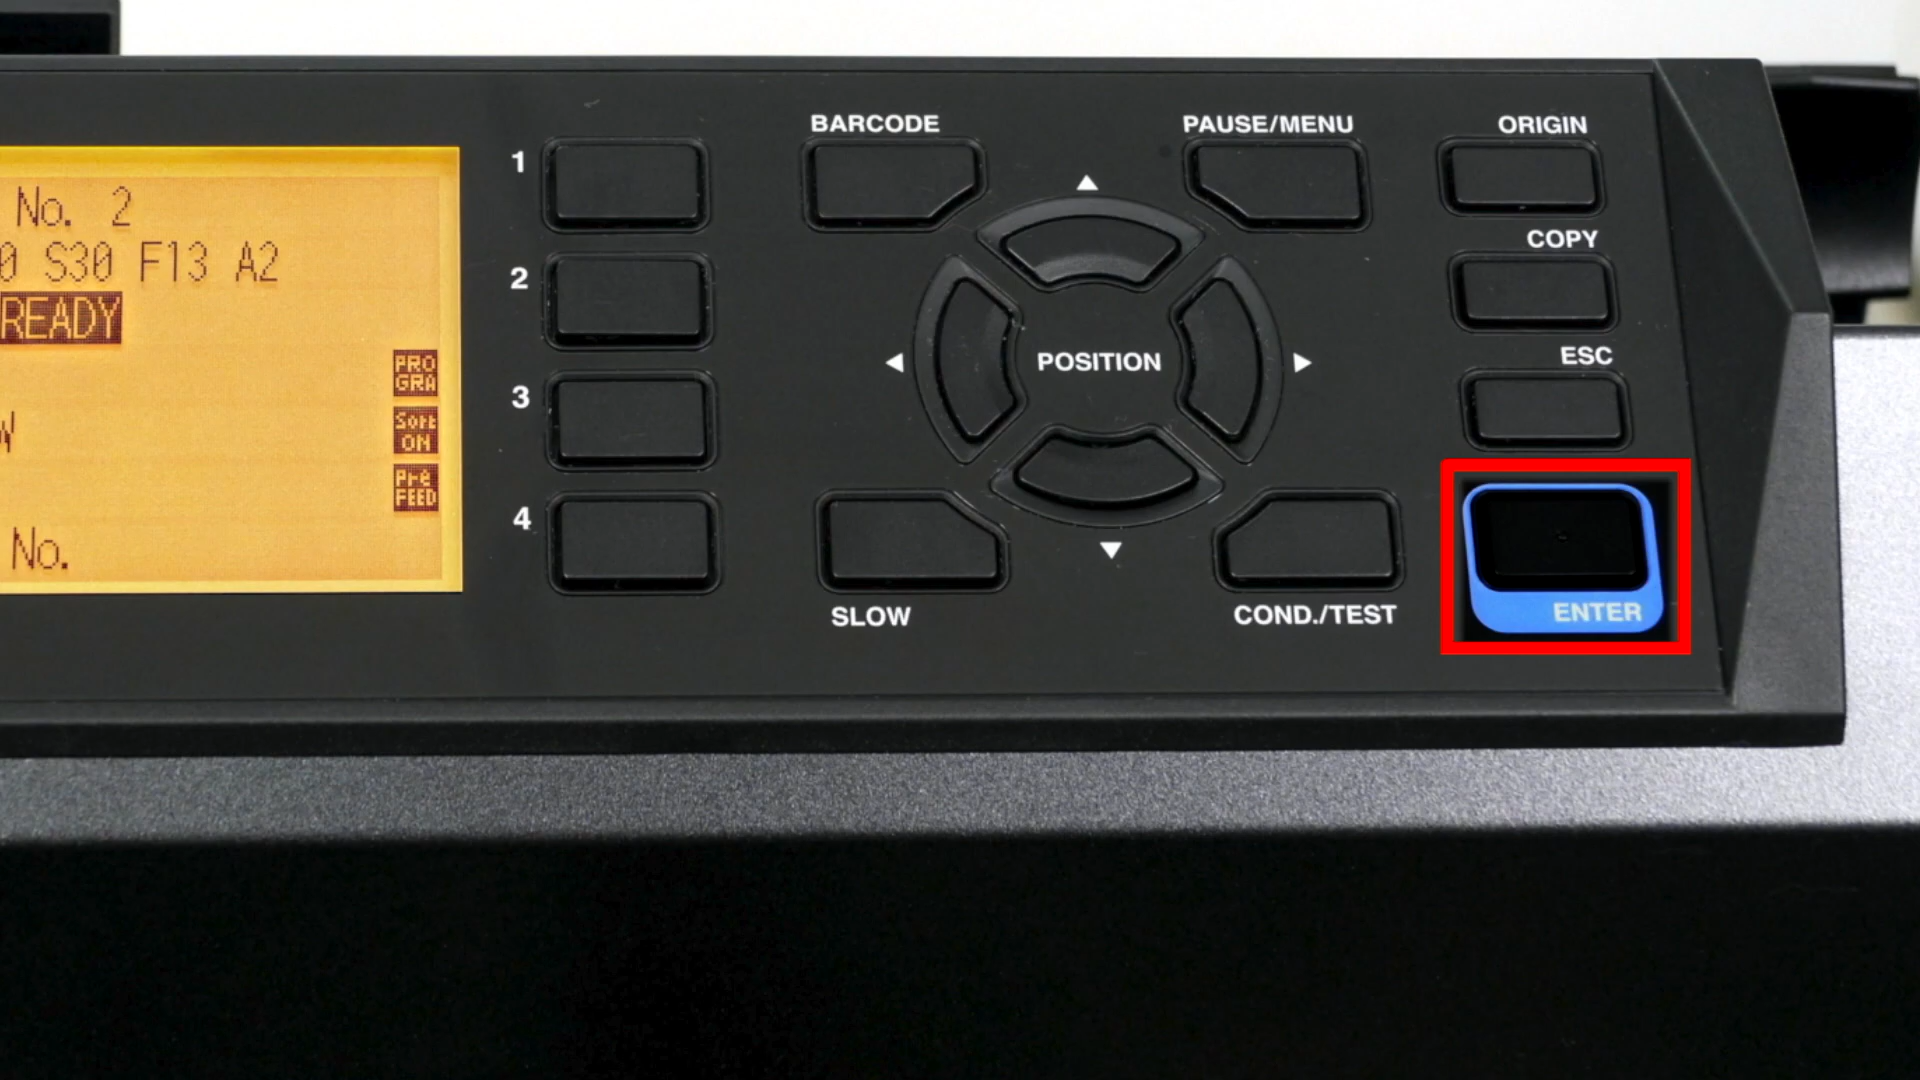 No. 2
0 S30 F13 A2
READY
PRO
GRA
Sort
ON
Pre
FEED
No.
1
2
3
4
BARCODE
PAUSE/MENU
POSITION
SLOW
COND./TEST
ORIGIN
COPY
ESC
ENTER